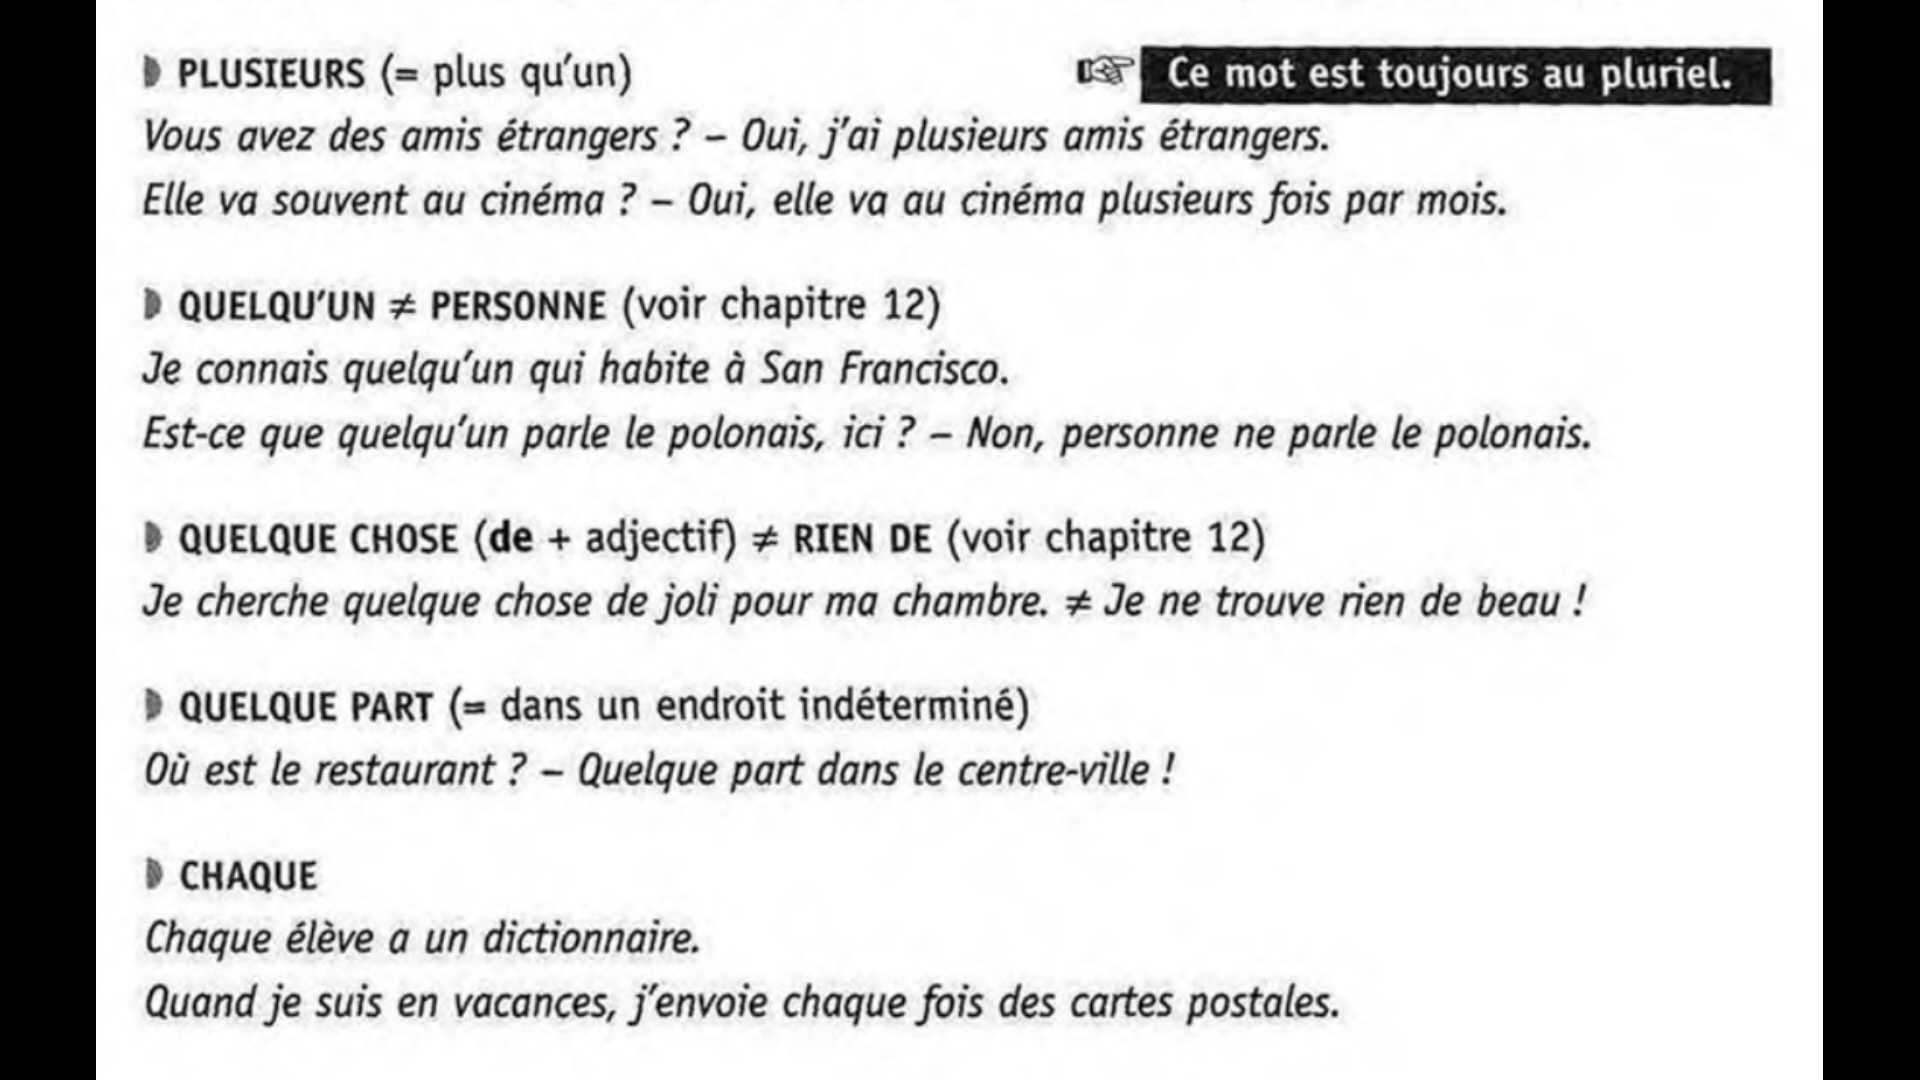 PLUSIEURS (= plus qu'un) ☞ Ce mot est toujours au pluriel.
Vous avez des amis étrangers ? – Oui, j'ai plusieurs amis étrangers.
Elle va souvent au cinéma ? – Oui, elle va au cinéma plusieurs fois par mois.
QUELQU'UN ≠ PERSONNE (voir chapitre 12)
Je connais quelqu'un qui habite à San Francisco.
Est-ce que quelqu'un parle le polonais, ici ? – Non, personne ne parle le polonais.
QUELQUE CHOSE (de + adjectif) ≠ RIEN DE (voir chapitre 12)
Je cherche quelque chose de joli pour ma chambre. ≠ Je ne trouve rien de beau !
QUELQUE PART (= dans un endroit indéterminé)
Où est le restaurant ? – Quelque part dans le centre-ville !
CHAQUE
Chaque élève a un dictionnaire.
Quand je suis en vacances, j'envoie chaque fois des cartes postales.